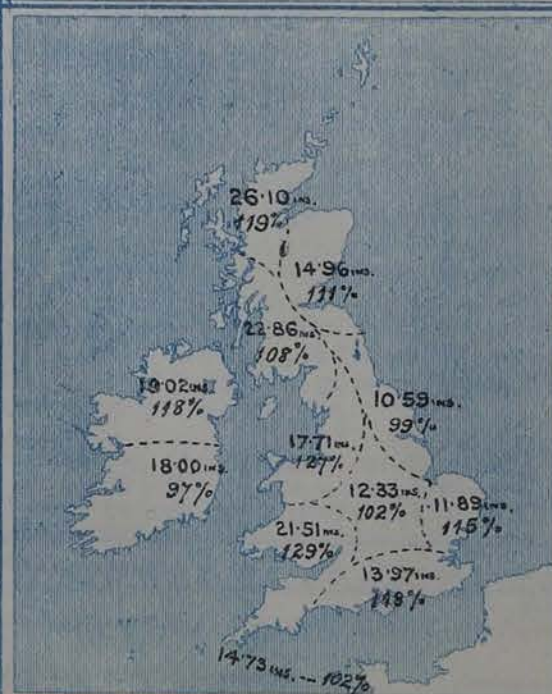 26·10 INS.
119%
14·96 INS.
111%
22·86 INS.
108%
19·02 INS.
118%
10·59 INS.
99%
17·71 INS.
127%
18·00 INS.
97%
12·33 INS.
102%
11·89 INS.
115%
21·51 INS.
129%
13·97 INS.
118%
14·73 INS. --- 102%